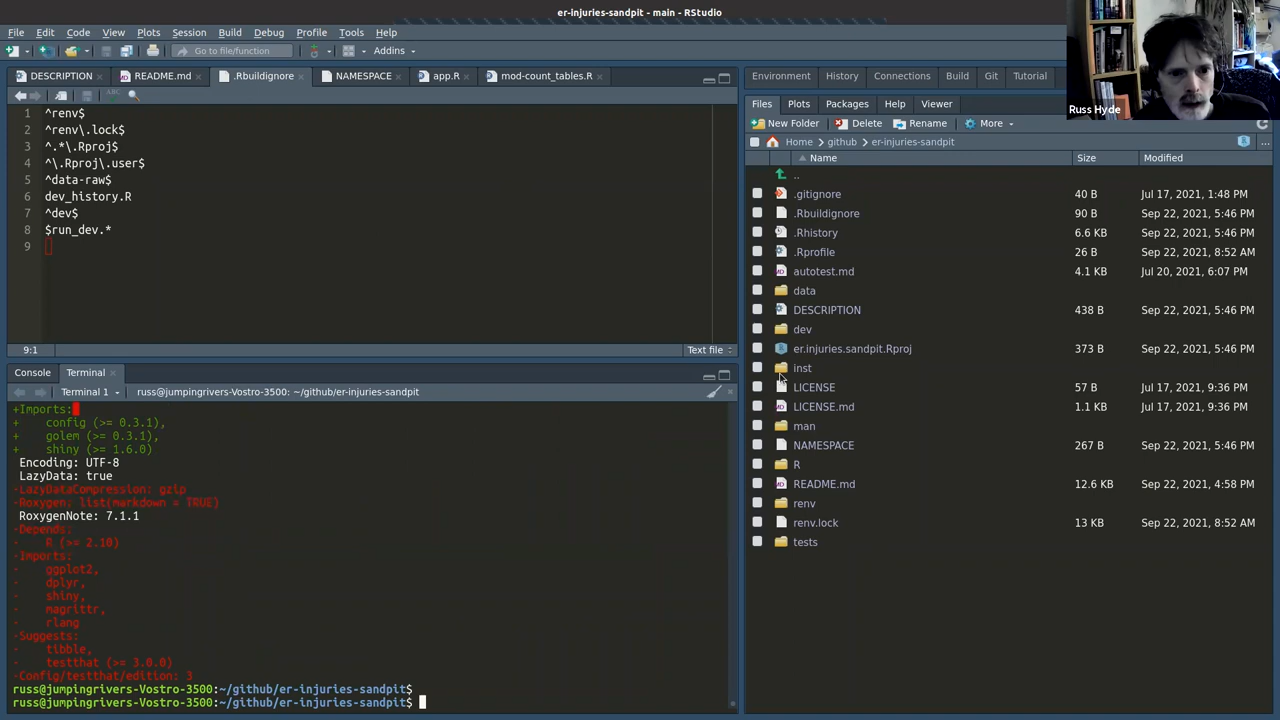 er-injuries-sandpit - main - RStudio
File Edit Code View Plots Session Build Debug Profile Tools Help
Go to file/function Addins
DESCRIPTION README.md .Rbuildignore NAMESPACE app.R mod-count_tables.R
1 ^renv$
2 ^renv\.lock$
3 ^.*\.Rproj$
4 ^\.Rproj\.user$
5 ^data-raw$
6 dev_history.R
7 ^dev$
8 $run_dev.*
9
9:1 Text file
Console Terminal
Terminal 1 russ@jumpingrivers-Vostro-3500: ~/github/er-injuries-sandpit
+Imports:
+ config (>= 0.3.1),
+ golem (>= 0.3.1),
+ shiny (>= 1.6.0)
Encoding: UTF-8
LazyData: true
-LazyDataCompression: gzip
-Roxygen: list(markdown = TRUE)
RoxygenNote: 7.1.1
-Depends:
- R (>= 2.10)
-Imports:
- ggplot2,
- dplyr,
- shiny,
- magrittr,
- rlang
-Suggests:
- tibble,
- testthat (>= 3.0.0)
-Config/testthat/edition: 3
russ@jumpingrivers-Vostro-3500:~/github/er-injuries-sandpit$
russ@jumpingrivers-Vostro-3500:~/github/er-injuries-sandpit$
Environment History Connections Build Git Tutorial
Files Plots Packages Help Viewer
New Folder Delete Rename More
Home github er-injuries-sandpit ...
Name Size Modified
..
.gitignore 40 B Jul 17, 2021, 1:48 PM
.Rbuildignore 90 B Sep 22, 2021, 5:46 PM
.Rhistory 6.6 KB Sep 22, 2021, 5:46 PM
.Rprofile 26 B Sep 22, 2021, 8:52 AM
autotest.md 4.1 KB Jul 20, 2021, 6:07 PM
data
DESCRIPTION 438 B Sep 22, 2021, 5:46 PM
dev
er.injuries.sandpit.Rproj 373 B Sep 22, 2021, 5:46 PM
inst
LICENSE 57 B Jul 17, 2021, 9:36 PM
LICENSE.md 1.1 KB Jul 17, 2021, 9:36 PM
man
NAMESPACE 267 B Sep 22, 2021, 5:46 PM
R
README.md 12.6 KB Sep 22, 2021, 4:58 PM
renv
renv.lock 13 KB Sep 22, 2021, 8:52 AM
tests
Russ Hyde